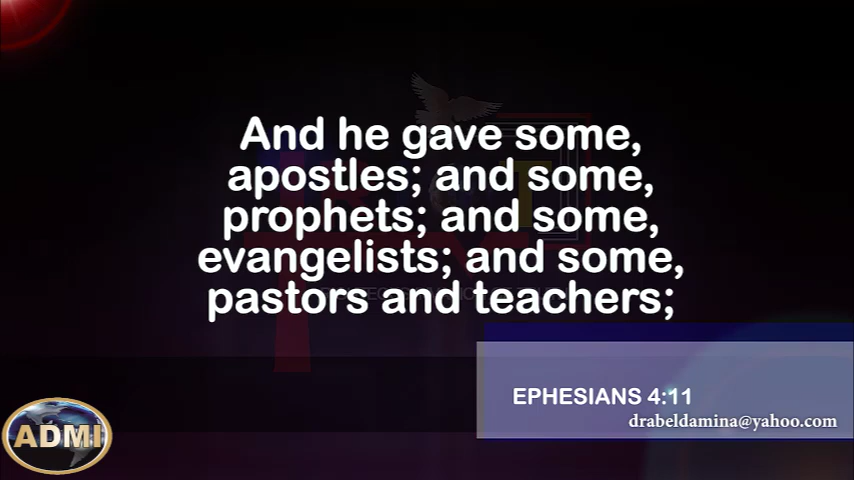 And he gave some,
apostles; and some,
prophets; and some,
evangelists; and some,
pastors and teachers;
EPHESIANS 4:11
drabeldamina@yahoo.com
ADMI